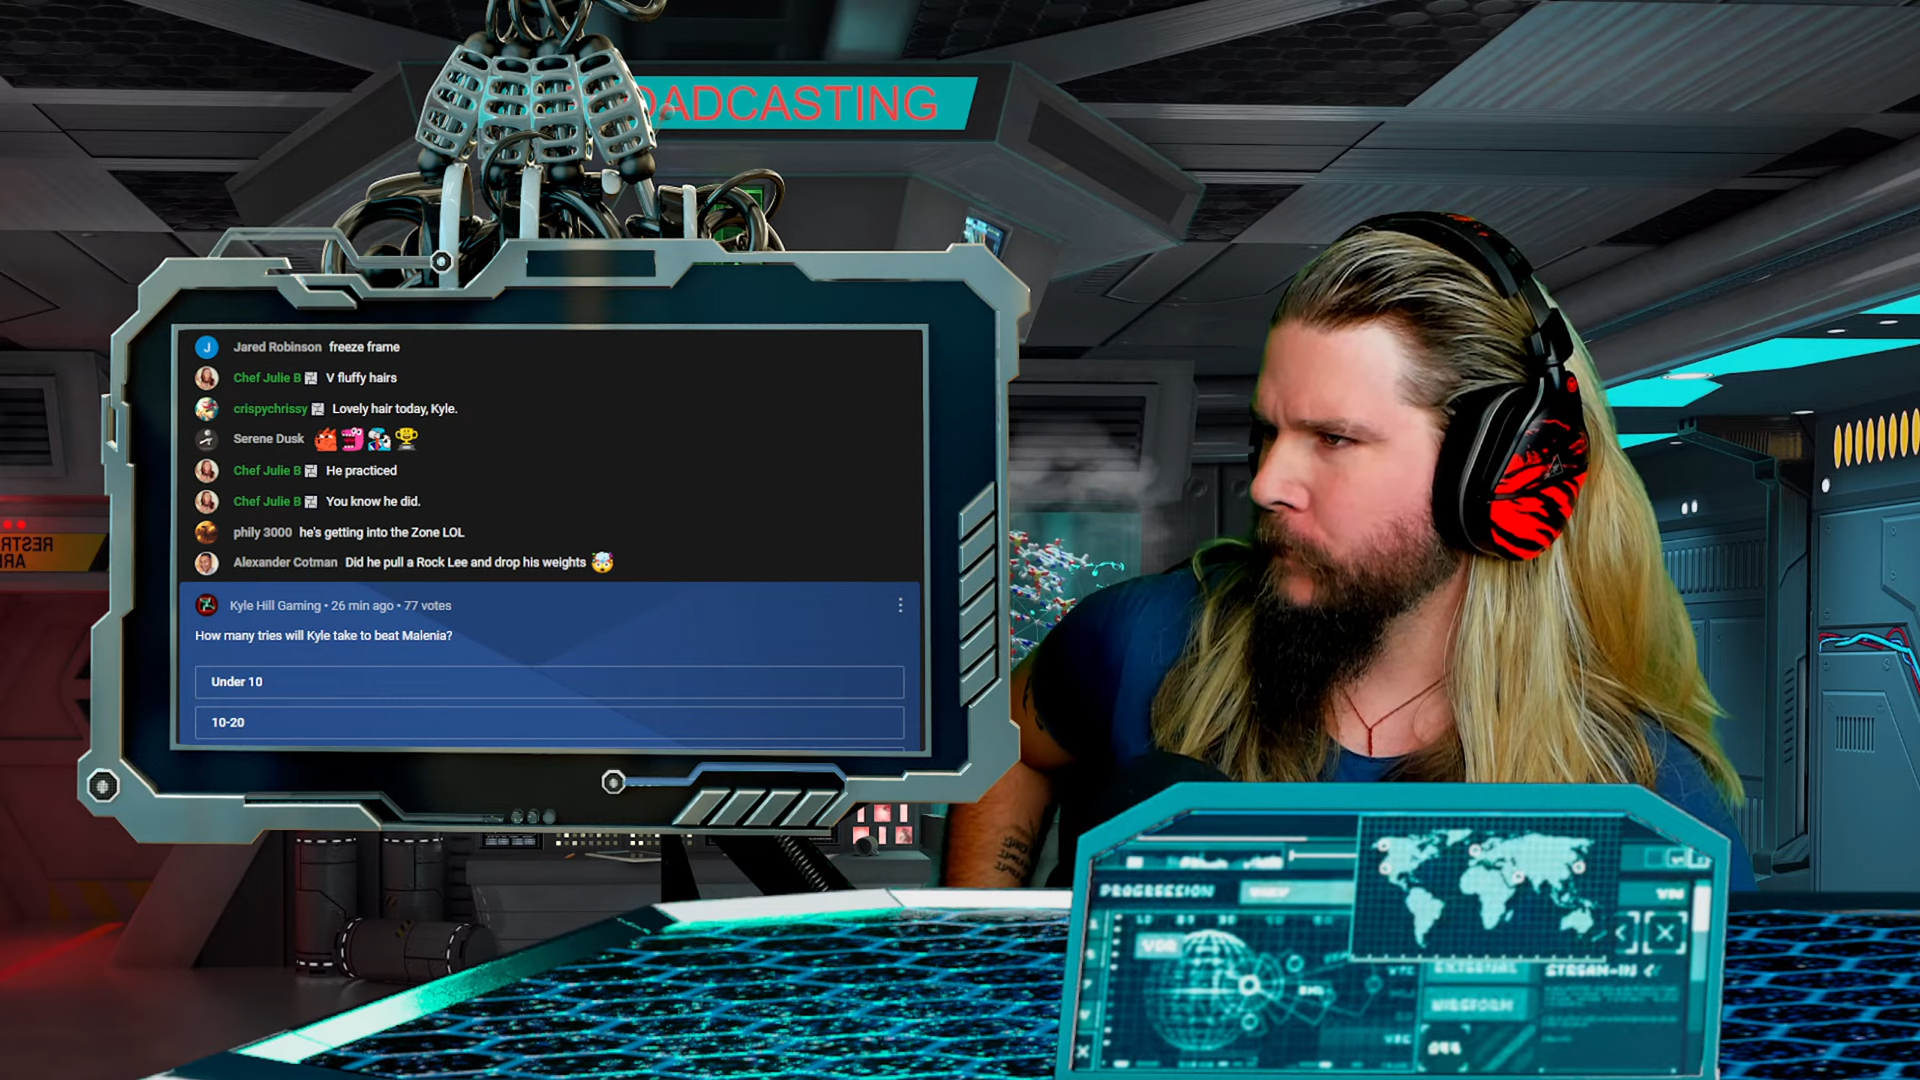 OADCASTING
Jared Robinson freeze frame
Chef Julie B V fluffy hairs
crispychrissy Lovely hair today, Kyle.
Serene Dusk
Chef Julie B He practiced
Chef Julie B You know he did.
phily 3000 he's getting into the Zone LOL
Alexander Cotman Did he pull a Rock Lee and drop his weights
Kyle Hill Gaming • 26 min ago • 77 votes
How many tries will Kyle take to beat Malenia?
Under 10
10-20
PROGRESSION
STREAM-IN